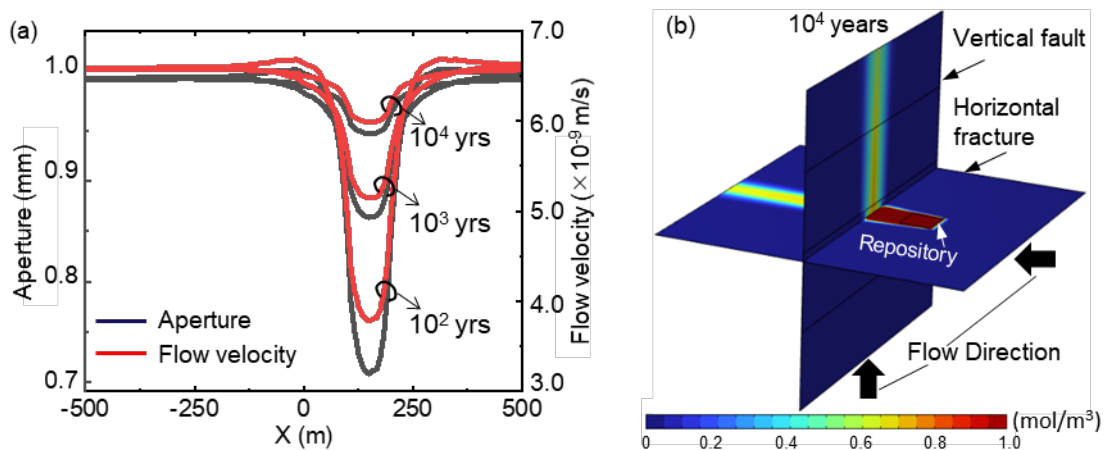 (a)
7.0
1.0
6.0
0.9
5.0
0.8
4.0
0.7
3.0
-500
-250
0
250
500
X (m)
Aperture (mm)
Flow velocity (×10⁻⁹ m/s)
10⁴ yrs
10³ yrs
10² yrs
Aperture
Flow velocity
(b)
10⁴ years
Vertical fault
Horizontal
fracture
Repository
Flow Direction
0 0.2 0.4 0.6 0.8 1.0
(mol/m³)